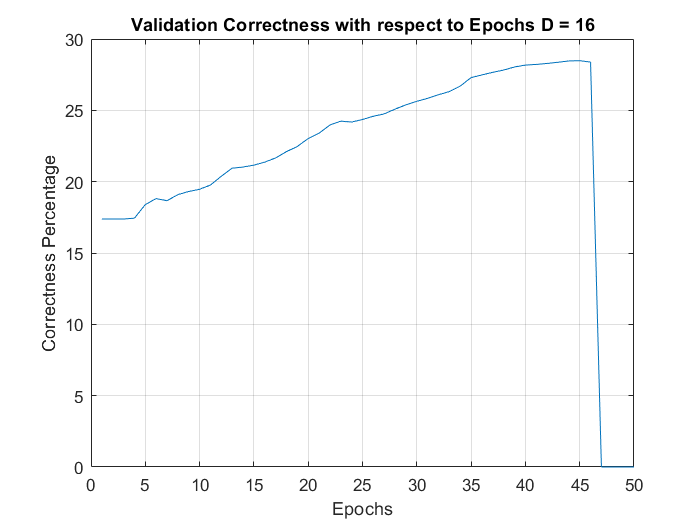 Validation Correctness with respect to Epochs D = 16
30
25
20
15
10
5
0
Correctness Percentage
0 5 10 15 20 25 30 35 40 45 50
Epochs